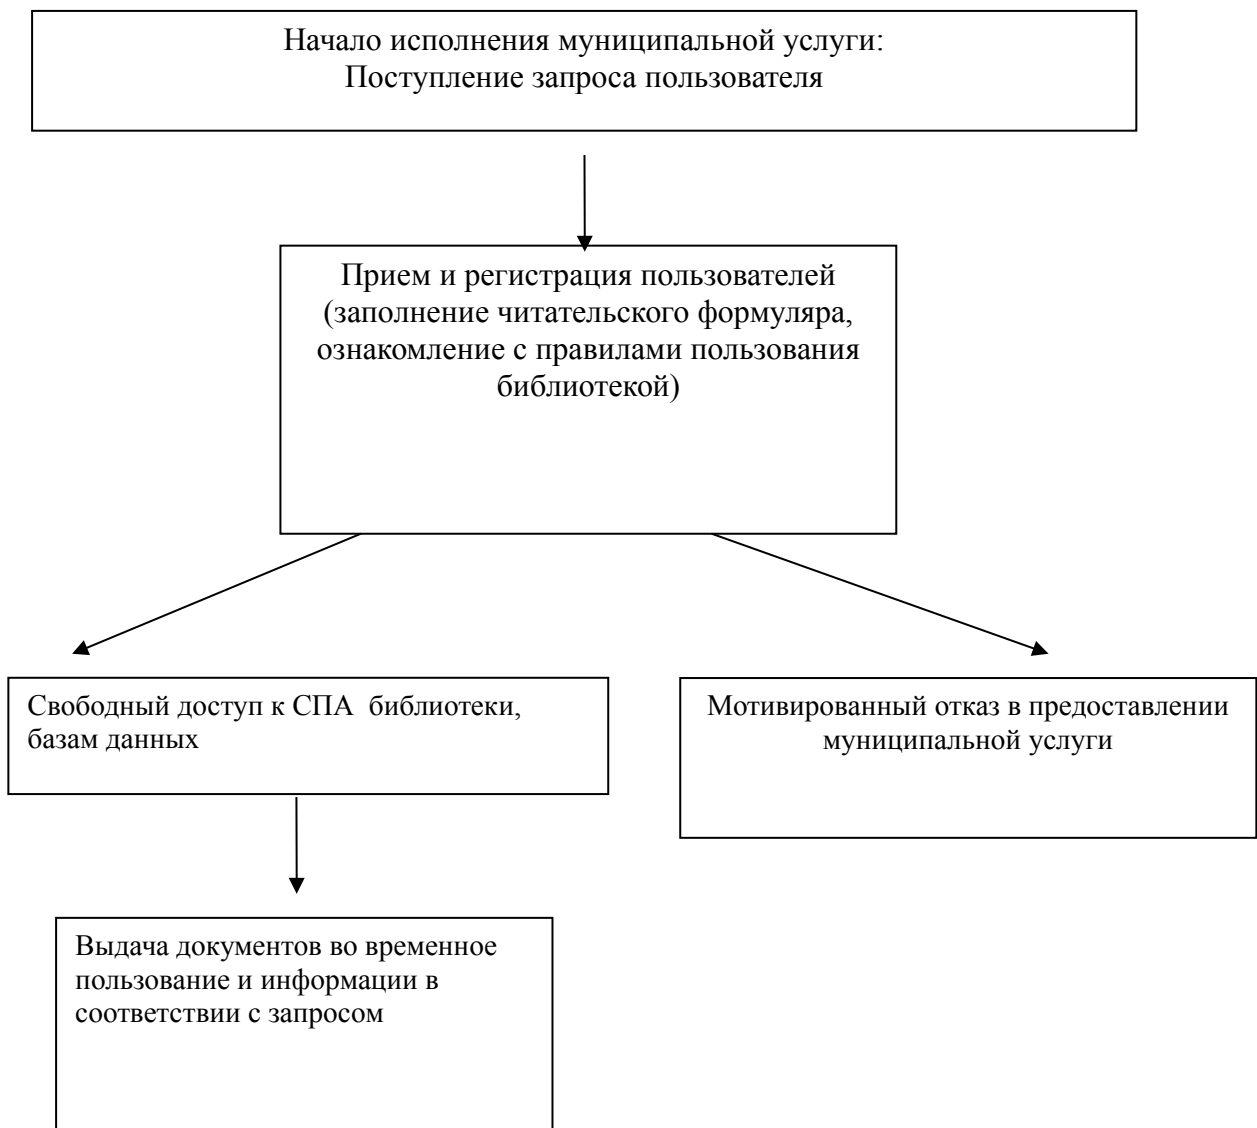 Начало исполнения муниципальной услуги:
Поступление запроса пользователя
Прием и регистрация пользователей
(заполнение читательского формуляра,
ознакомление с правилами пользования
библиотекой)
Свободный доступ к СПА библиотеки,
базам данных
Мотивированный отказ в предоставлении
муниципальной услуги
Выдача документов во временное
пользование и информации в
соответствии с запросом